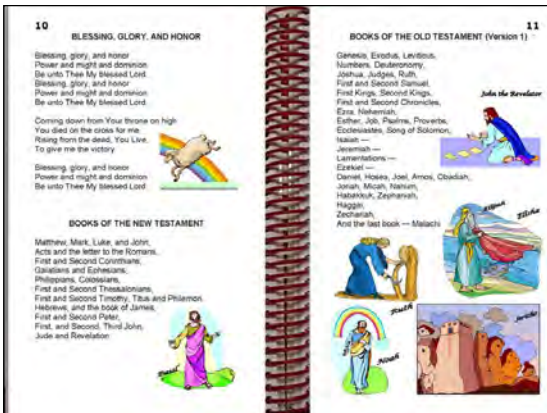 10
BLESSING, GLORY, AND HONOR
Blessing, glory, and honor
Power and might and dominion
Be unto Thee My blessed Lord.
Blessing, glory, and honor
Power and might and dominion
Be unto Thee My blessed Lord.
Coming down from Your throne on high
You died on the cross for me.
Rising from the dead, You Live,
To give me the victory.
Blessing, glory, and honor
Power and might and dominion
Be unto Thee My blessed Lord.
BOOKS OF THE NEW TESTAMENT
Matthew, Mark, Luke, and John,
Acts and the letter to the Romans,
First and Second Corinthians,
Galatians and Ephesians,
Philippians, Colossians,
First and Second Thessalonians,
First and Second Timothy, Titus and Philemon.
Hebrews, and the book of James,
First and Second Peter,
First, and Second, Third John,
Jude and Revelation
11
BOOKS OF THE OLD TESTAMENT (Version 1)
Genesis, Exodus, Leviticus,
Numbers, Deuteronomy,
Joshua, Judges, Ruth,
First and Second Samuel,
First Kings, Second Kings,
First and Second Chronicles,
Ezra, Nehemiah,
Esther, Job, Psalms, Proverbs,
Ecclesiastes, Song of Solomon,
Isaiah —
Jeremiah —
Lamentations —
Ezekiel —
Daniel, Hosea, Joel, Amos, Obadiah,
Jonah, Micah, Nahum,
Habakkuk, Zephaniah,
Haggai,
Zechariah,
And the last book — Malachi
John the Revelator
Elijah
Elisha
Ruth
Noah
Jericho